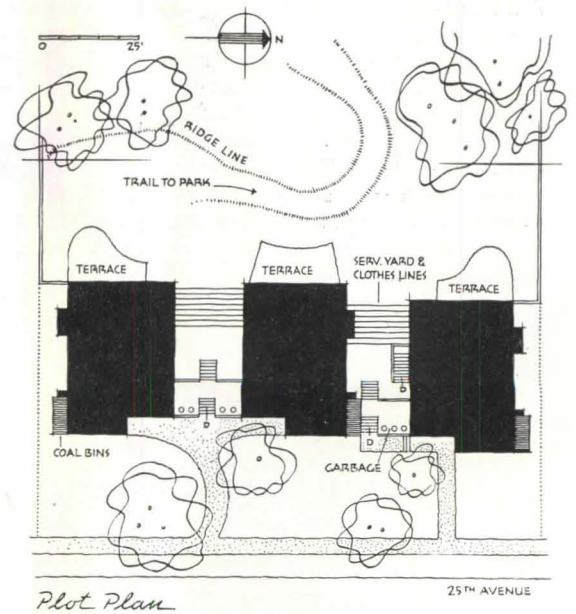 0 25'
N
RIDGE LINE
TRAIL TO PARK
SERV. YARD &
CLOTHES LINES
TERRACE
TERRACE
TERRACE
D
D
D
COAL BINS
GARBAGE
25TH AVENUE
Plot Plan